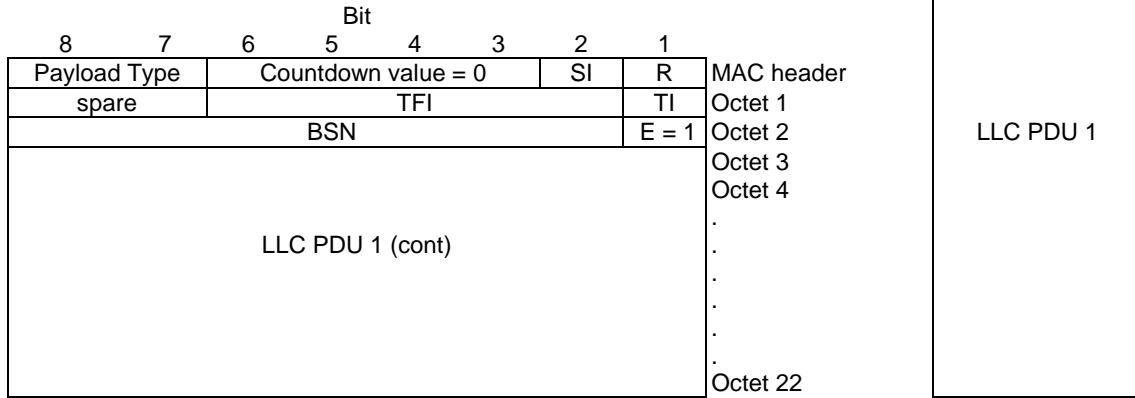 Bit
8 7 6 5 4 3 2 1
Payload Type Countdown value = 0 SI R MAC header
spare TFI TI Octet 1
BSN E = 1 Octet 2 LLC PDU 1
Octet 3
Octet 4
.
LLC PDU 1 (cont) .
.
.
.
.
Octet 22